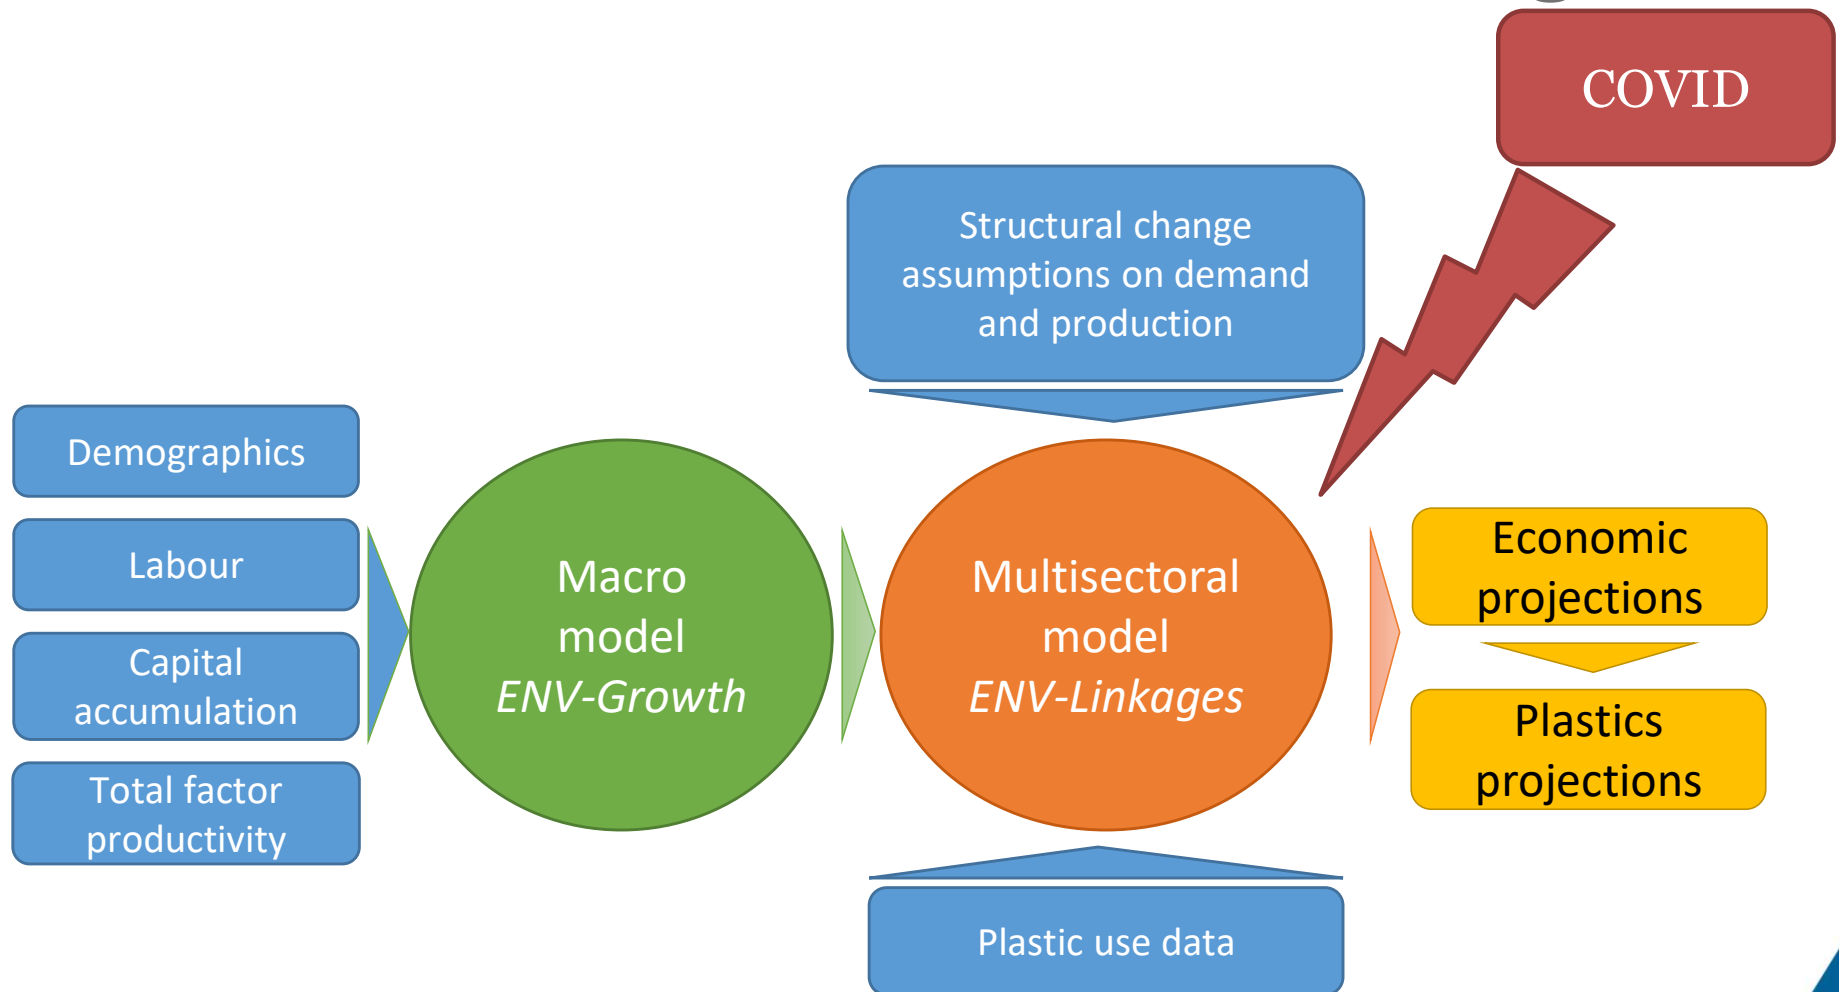 COVID
Structural change
assumptions on demand
and production
Demographics
Labour
Capital
accumulation
Total factor
productivity
Macro
model
ENV-Growth
Multisectoral
model
ENV-Linkages
Economic
projections
Plastics
projections
Plastic use data